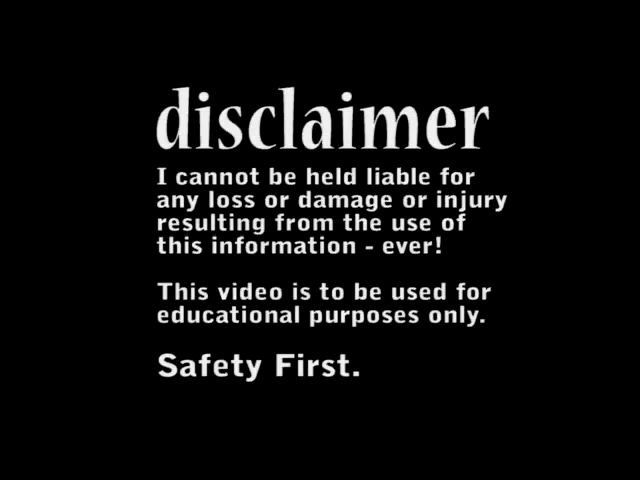 disclaimer
I cannot be held liable for
any loss or damage or injury
resulting from the use of
this information - ever!
This video is to be used for
educational purposes only.
Safety First.